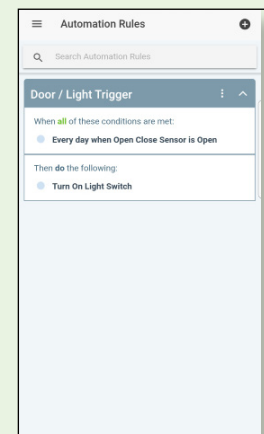 Automation Rules
Search Automation Rules
Door / Light Trigger
When all of these conditions are met:
Every day when Open Close Sensor is Open
Then do the following:
Turn On Light Switch